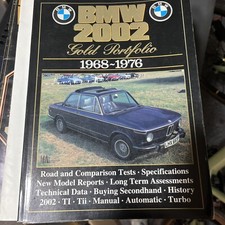 BMW
2002
Gold Portfolio
1968~1976
Road and Comparison Tests · Specifications
New Model Reports · Long Term Assessments
Technical Data · Buying Secondhand · History
2002 · TI · Tii · Manual · Automatic · Turbo